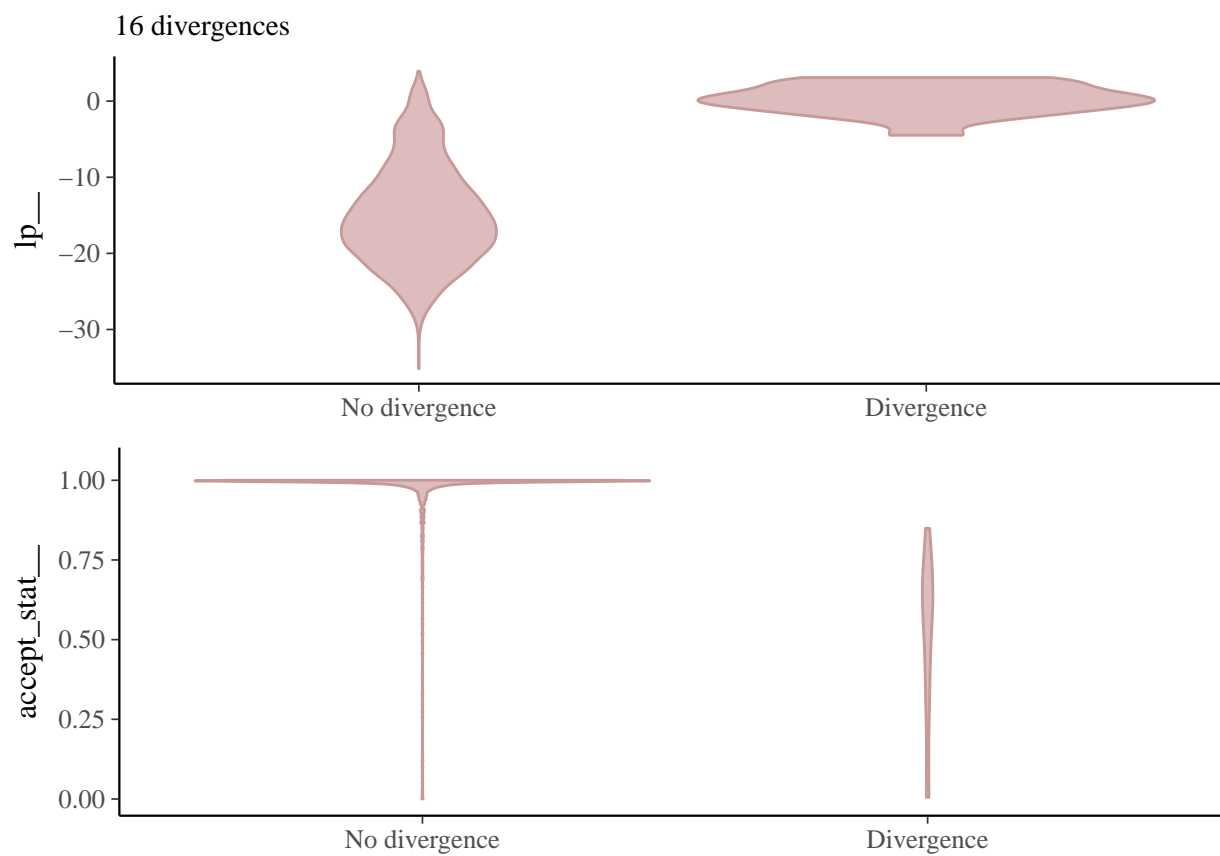 16 divergences
lp__
0
−10
−20
−30
No divergence
Divergence
accept_stat__
1.00
0.75
0.50
0.25
0.00
No divergence
Divergence